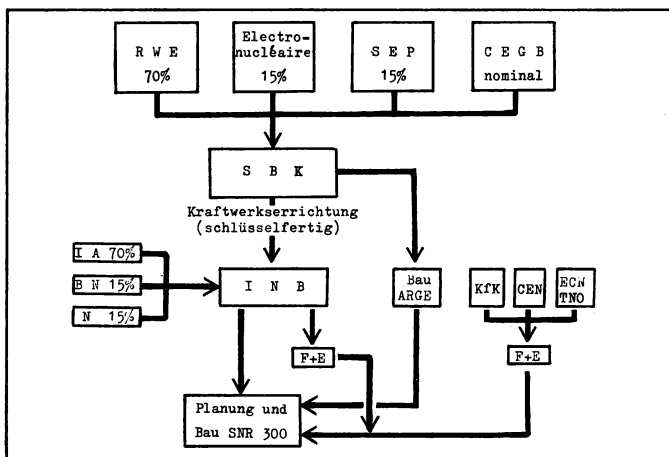 R W E
70%
Electro-
nucléaire
15%
S E P
15%
C E G B
nominal
S B K
Kraftwerkserrichtung
(schlüsselfertig)
I A 70%
B N 15%
N 15%
I N B
Bau
ARGE
KfK
CEN
ECN
TNO
F+E
F+E
Planung und
Bau SNR 300